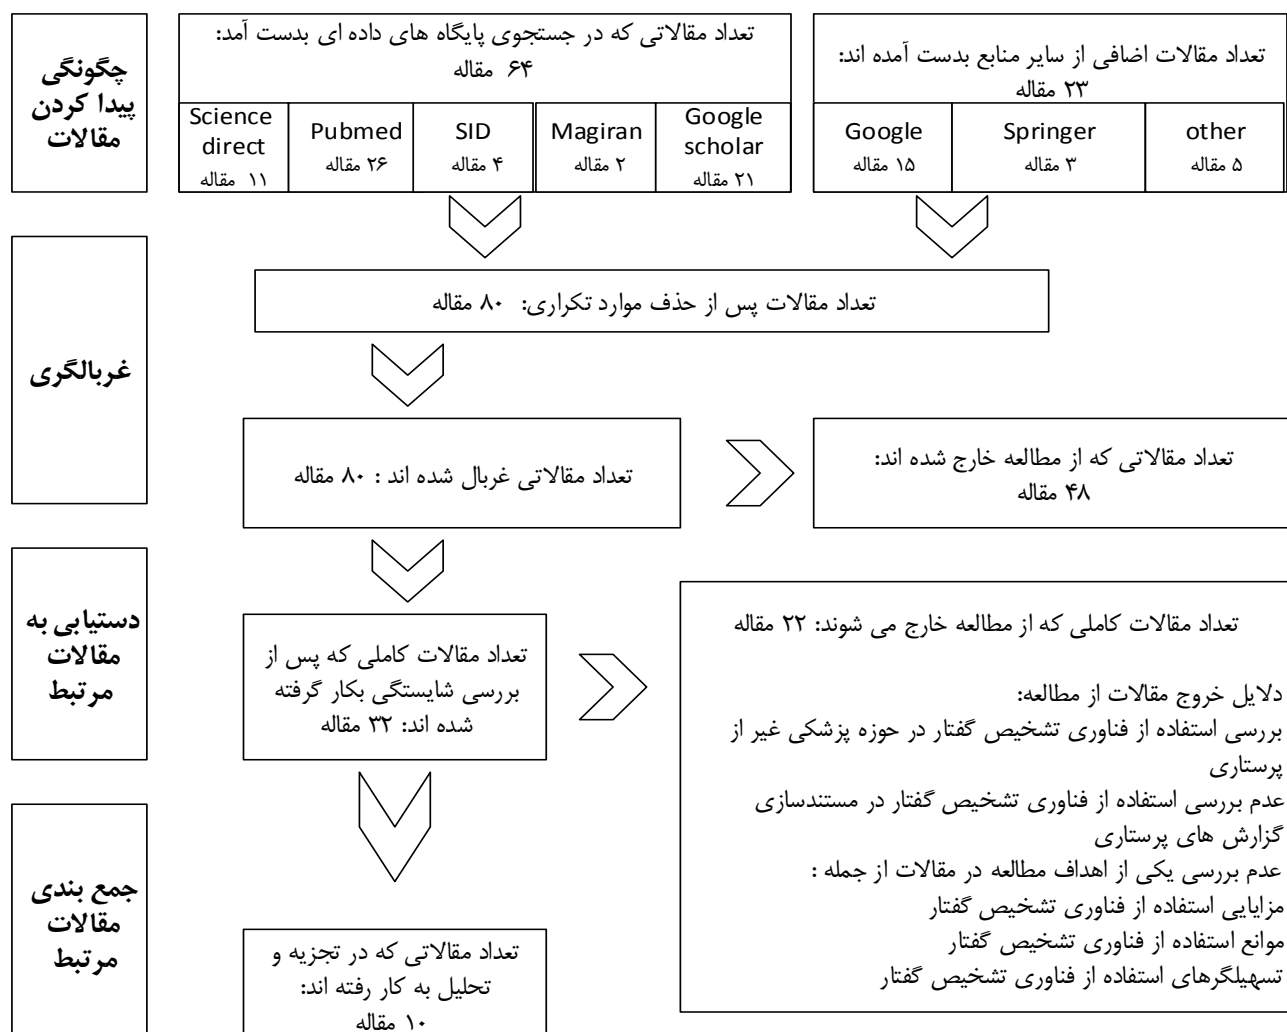 چگونگی
پیدا کردن
مقالات
تعداد مقالاتی که در جستجوی پایگاه های داده ای بدست آمد:
۶۴ مقاله
Science
direct
۱۱ مقاله
Pubmed
۲۶ مقاله
SID
۴ مقاله
Magiran
۲ مقاله
Google
scholar
۲۱ مقاله
تعداد مقالات اضافی از سایر منابع بدست آمده اند:
۲۳ مقاله
Google
۱۵ مقاله
Springer
۳ مقاله
other
۵ مقاله
غربالگری
تعداد مقالات پس از حذف موارد تکراری: ۸۰ مقاله
تعداد مقالاتی غربال شده اند : ۸۰ مقاله
تعداد مقالاتی که از مطالعه خارج شده اند:
۴۸ مقاله
دستیابی به
مقالات
مرتبط
تعداد مقالات کاملی که پس از
بررسی شایستگی بکار گرفته
شده اند: ۳۲ مقاله
تعداد مقالات کاملی که از مطالعه خارج می شوند: ۲۲ مقاله
دلایل خروج مقالات از مطالعه:
بررسی استفاده از فناوری تشخیص گفتار در حوزه پزشکی غیر از
پرستاری
عدم بررسی استفاده از فناوری تشخیص گفتار در مستندسازی
گزارش های پرستاری
عدم بررسی یکی از اهداف مطالعه در مقالات از جمله :
مزایایی استفاده از فناوری تشخیص گفتار
موانع استفاده از فناوری تشخیص گفتار
تسهیلگرهای استفاده از فناوری تشخیص گفتار
جمع بندی
مقالات
مرتبط
تعداد مقالاتی که در تجزیه و
تحلیل به کار رفته اند:
۱۰ مقاله